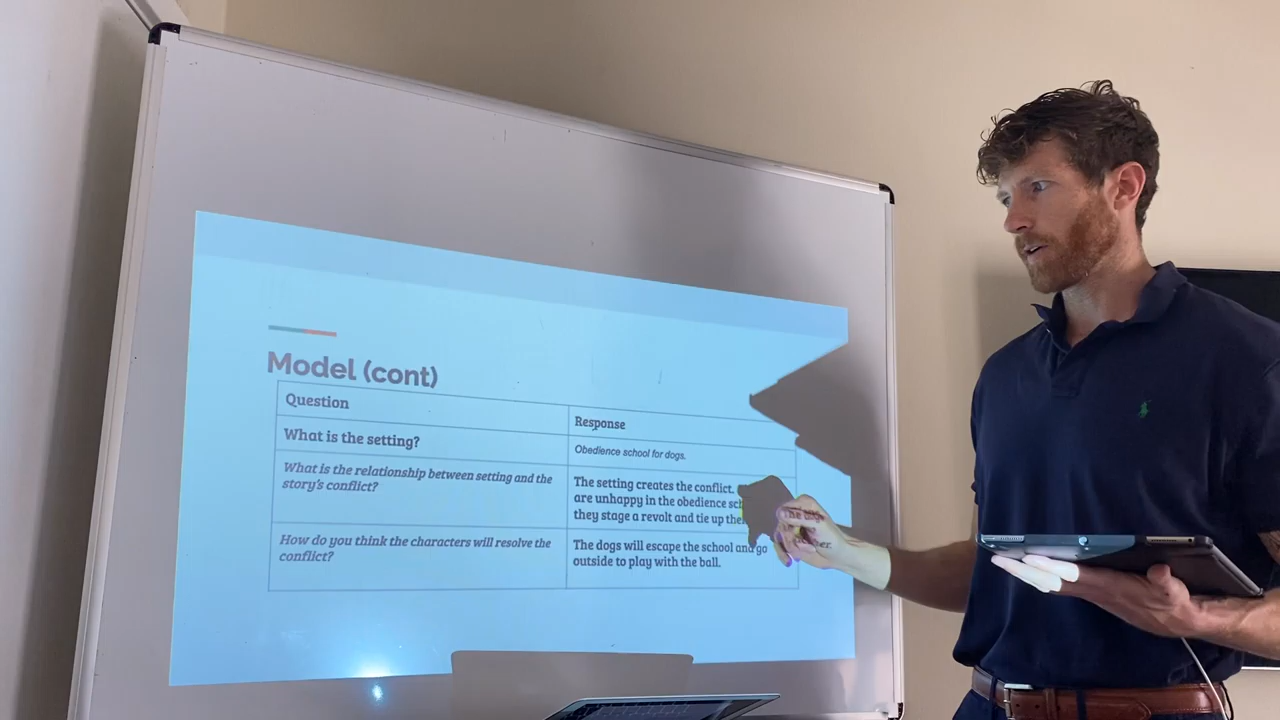 Model (cont)
Question
Response
What is the setting?
Obedience school for dogs.
What is the relationship between setting and the
story's conflict?
The setting creates the conflict. The dogs
are unhappy in the obedience
they stage a revolt and tie up
How do you think the characters will resolve the
conflict?
The dogs will escape the school and go
outside to play with the ball.